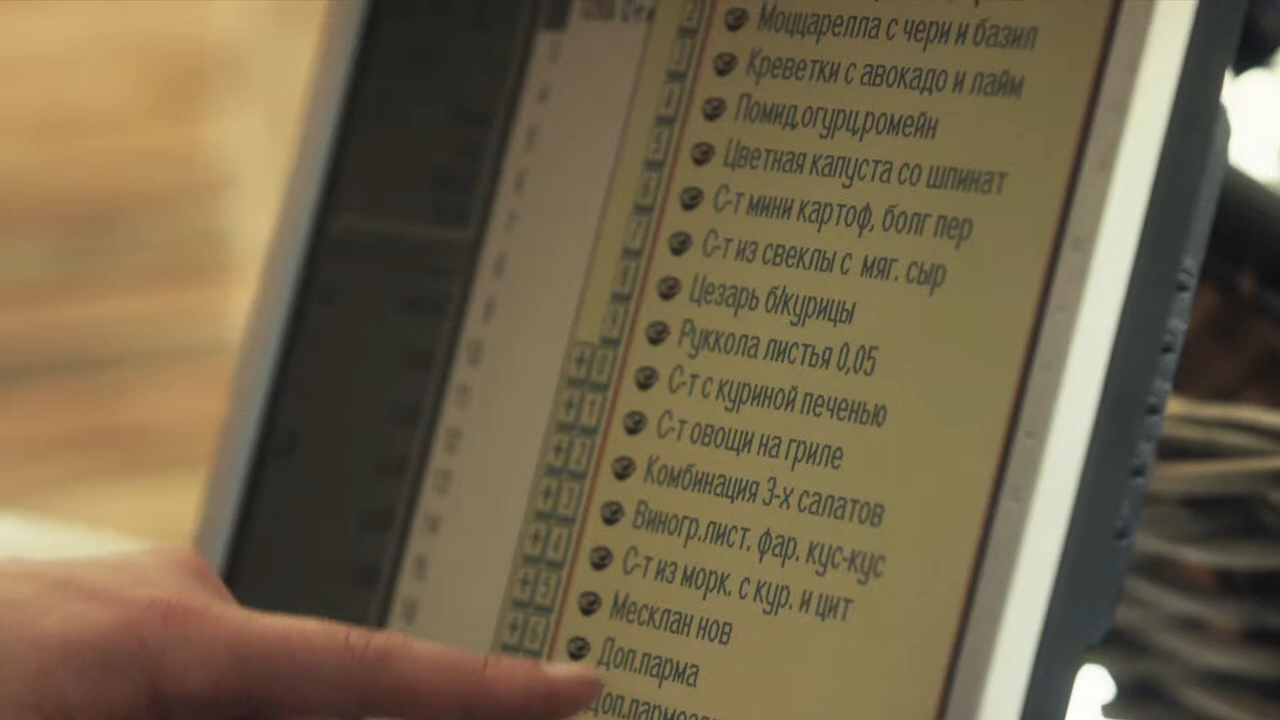 Моццарелла с чери и базил
Креветки с авокадо и лайм
Помид,огурц,ромейн
Цветная капуста со шпинат
С-т мини картоф, болг пер
С-т из свеклы с мяг. сыр
Цезарь б/курицы
Руккола листья 0,05
С-т с куриной печенью
С-т овощи на гриле
Комбинация 3-х салатов
Виногр.лист. фар. кус-кус
С-т из морк. с кур. и цит
Месклан нов
Доп.парма